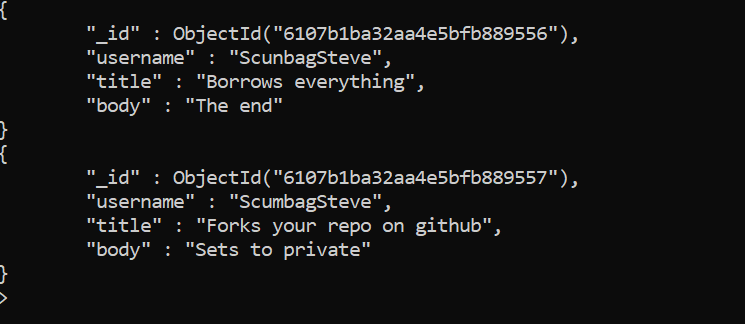 {
"_id" : ObjectId("6107b1ba32aa4e5bfb889556"),
"username" : "ScunbagSteve",
"title" : "Borrows everything",
"body" : "The end"
}
{
"_id" : ObjectId("6107b1ba32aa4e5bfb889557"),
"username" : "ScumbagSteve",
"title" : "Forks your repo on github",
"body" : "Sets to private"
}
>